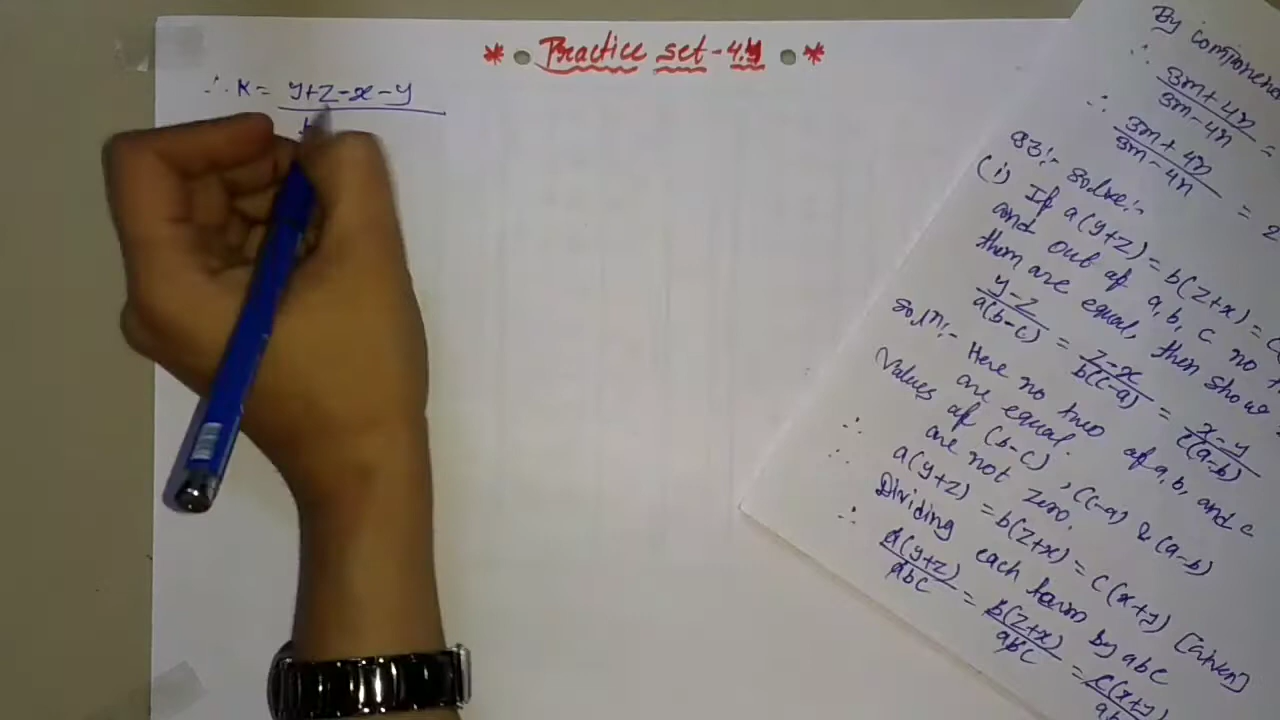 * • Practice set-4.4 • *
∴ K = y+z-x-y
By
∴ 3m+4n / 3m-4n =
∴ 3m+4n / 3m-4n = 2
Q3:- Solve:-
(i) If a(y+z) = b(z+x) =
and out of a, b, c no
them are equal, then show
y-z / a(b-c) = z-x / b(c-a) = x-y / c(a-b)
Soln:- Here no two of a, b, and c
are equal.
∴ Values of (b-c), (c-a) & (a-b)
are not zero.
∴ a(y+z) = b(z+x) = c(x+y) [Given]
Dividing each term by abc
∴ a(y+z) / abc = b(z+x) / abc = c(x+y)